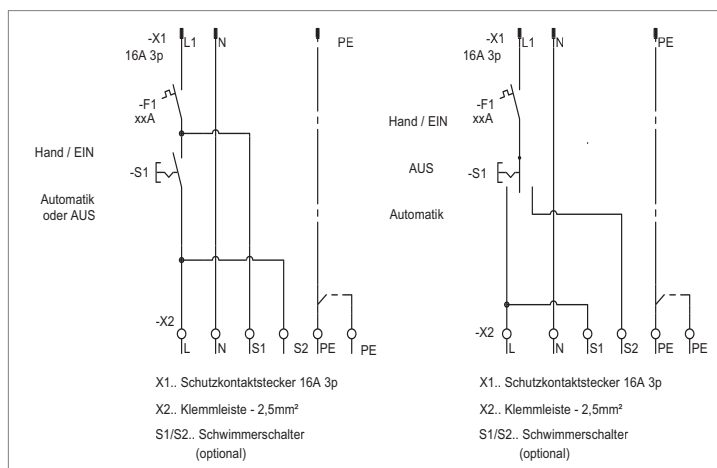 -X1
L1
N
PE
16A 3p
-F1
xxA
Hand / EIN
-S1
Automatik
oder AUS
-X2
L
N
S1
S2
PE
PE
X1.. Schutzkontaktstecker 16A 3p
X2.. Klemmleiste - 2,5mm²
S1/S2.. Schwimmerschalter
(optional)
-X1
L1
N
PE
16A 3p
-F1
xxA
Hand / EIN
AUS
-S1
Automatik
-X2
L
N
S1
S2
PE
PE
X1.. Schutzkontaktstecker 16A 3p
X2.. Klemmleiste - 2,5mm²
S1/S2.. Schwimmerschalter
(optional)